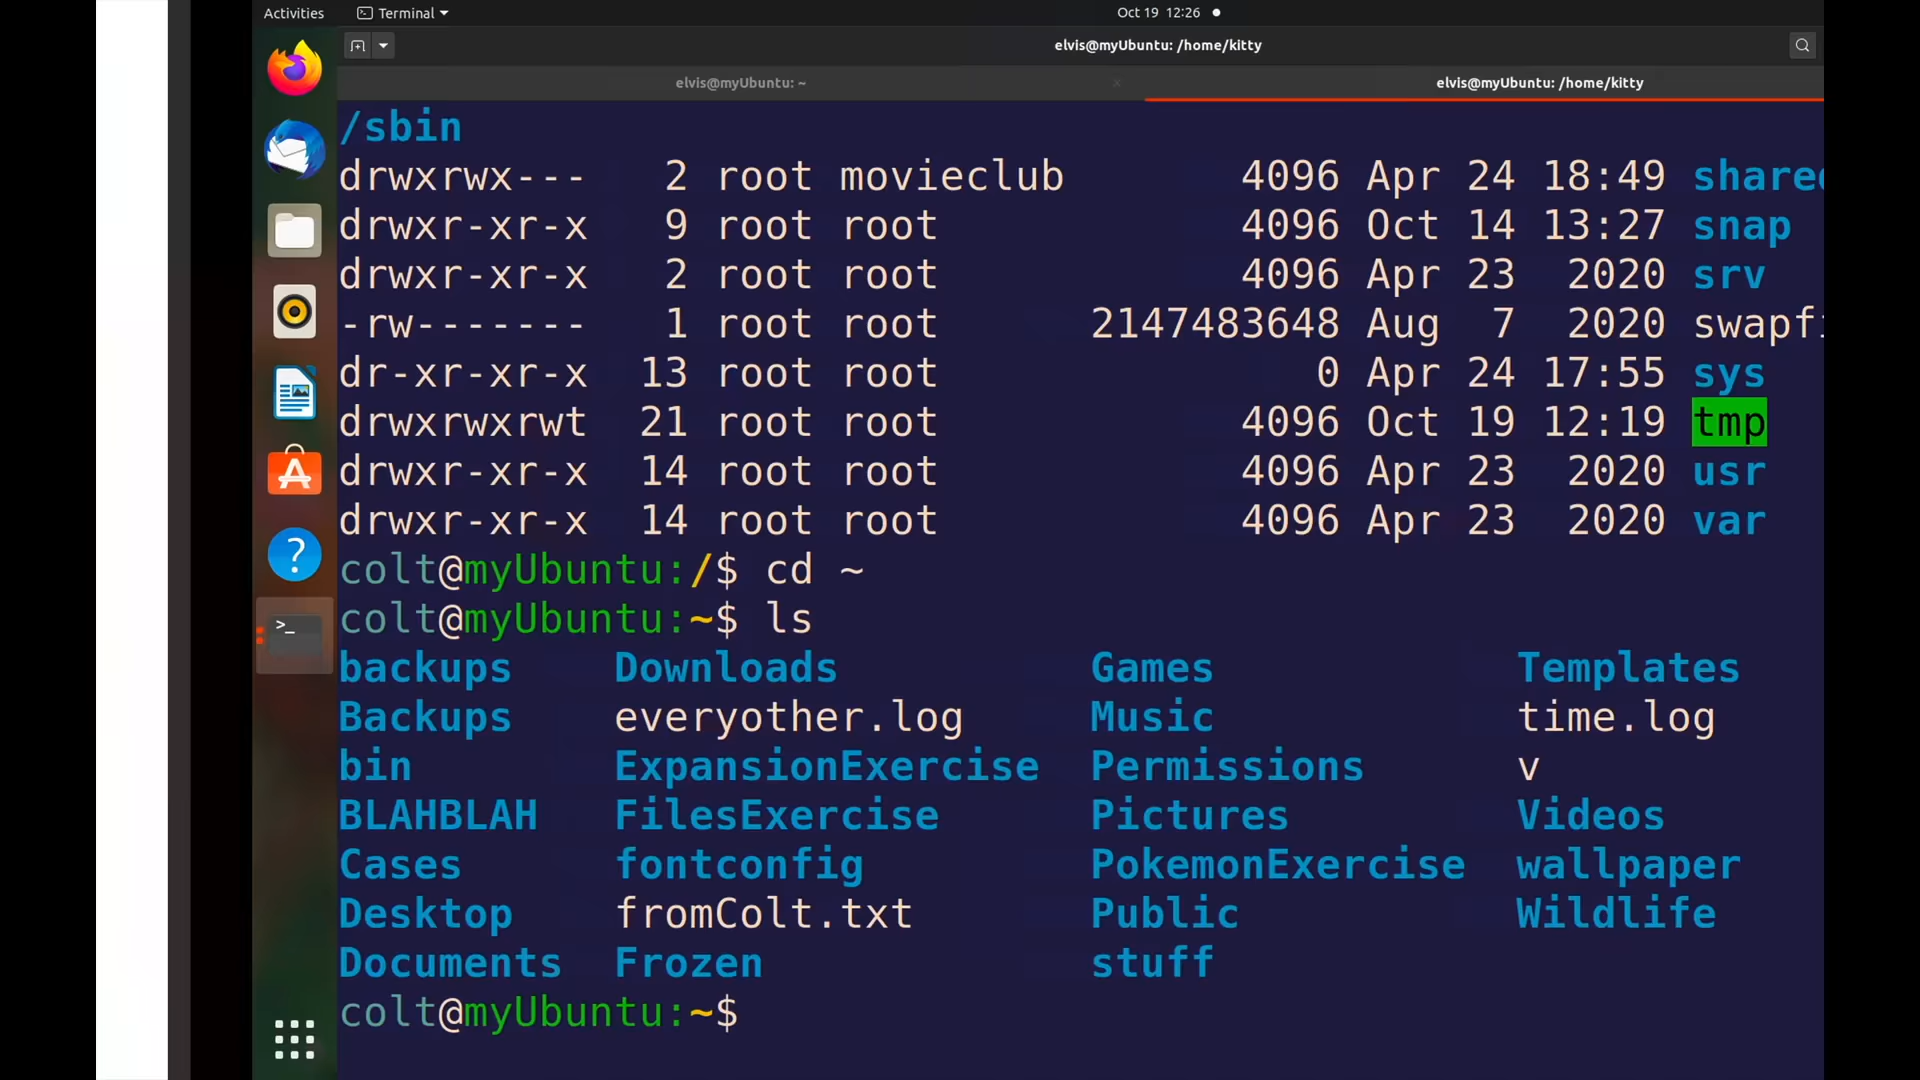 Activities Terminal Oct 19 12:26
elvis@myUbuntu: /home/kitty
elvis@myUbuntu: ~ elvis@myUbuntu: /home/kitty
/sbin
drwxrwx--- 2 root movieclub 4096 Apr 24 18:49 shared
drwxr-xr-x 9 root root 4096 Oct 14 13:27 snap
drwxr-xr-x 2 root root 4096 Apr 23 2020 srv
-rw------- 1 root root 2147483648 Aug 7 2020 swapf
dr-xr-xr-x 13 root root 0 Apr 24 17:55 sys
drwxrwxrwt 21 root root 4096 Oct 19 12:19 tmp
drwxr-xr-x 14 root root 4096 Apr 23 2020 usr
drwxr-xr-x 14 root root 4096 Apr 23 2020 var
colt@myUbuntu:/$ cd ~
colt@myUbuntu:~$ ls
backups Downloads Games Templates
Backups everyother.log Music time.log
bin ExpansionExercise Permissions v
BLAHBLAH FilesExercise Pictures Videos
Cases fontconfig PokemonExercise wallpaper
Desktop fromColt.txt Public Wildlife
Documents Frozen stuff
colt@myUbuntu:~$